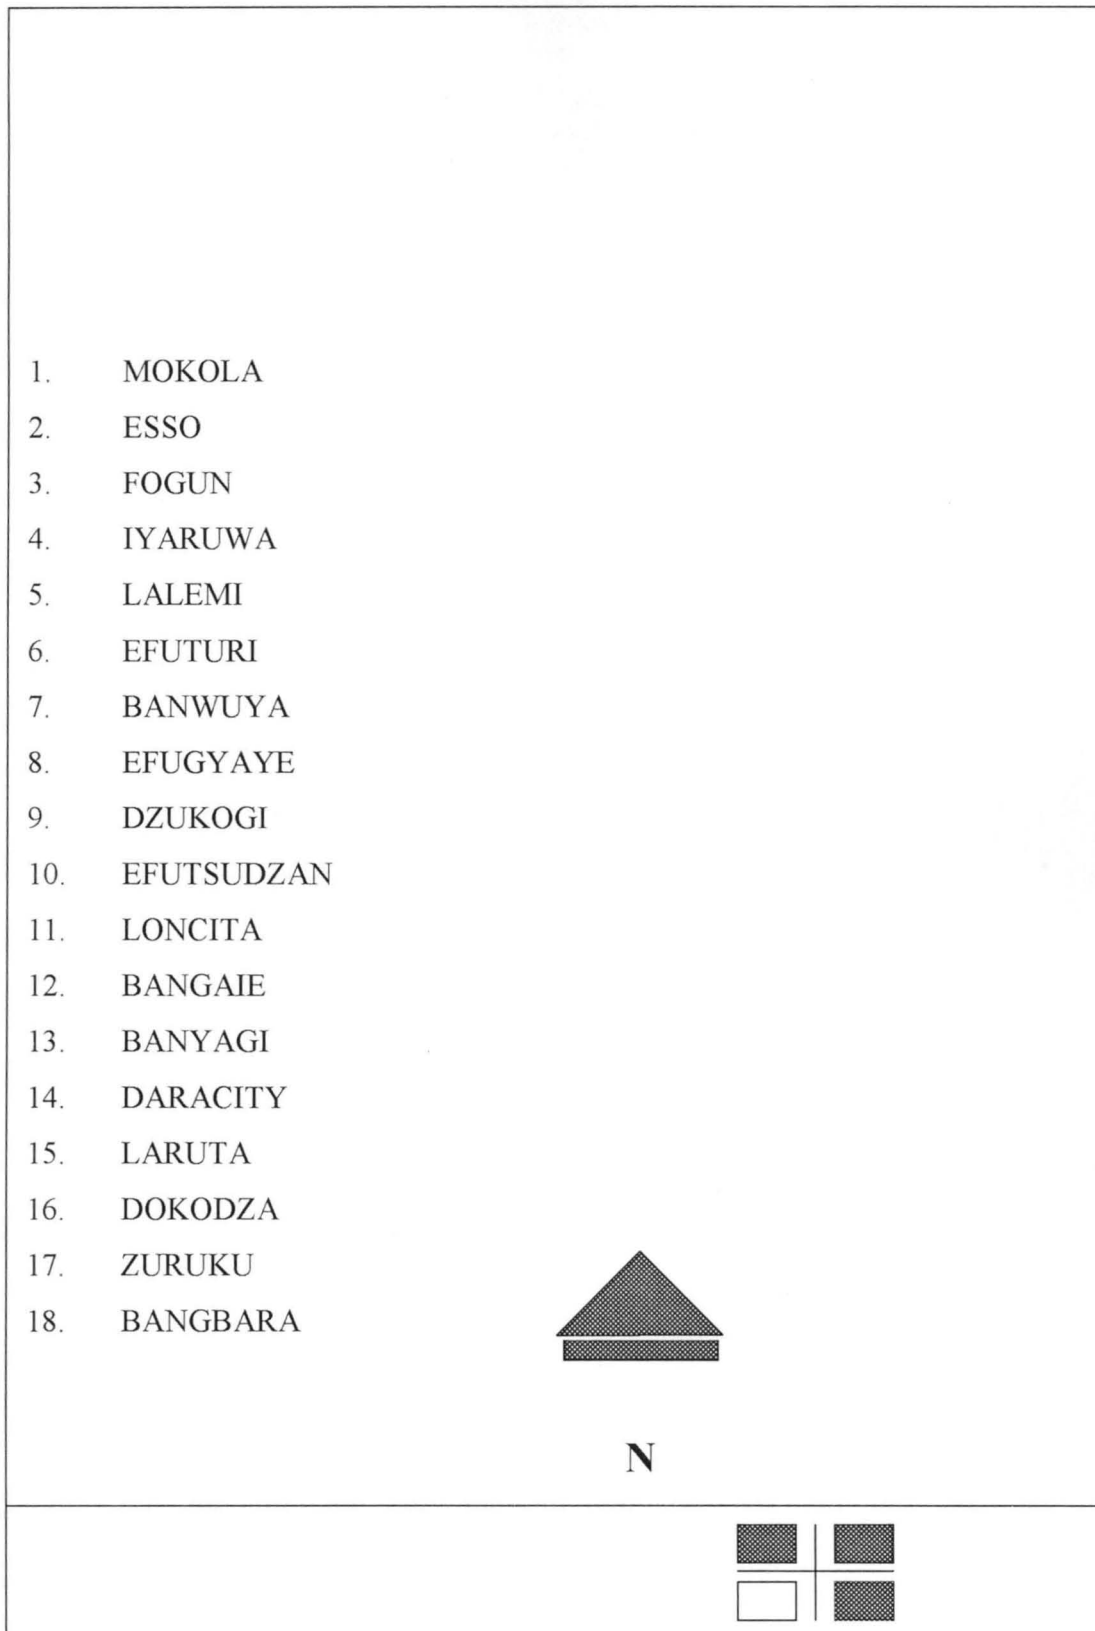 1. MOKOLA
2. ESSO
3. FOGUN
4. IYARUWA
5. LALEMI
6. EFUTURI
7. BANWUYA
8. EFUGYAYE
9. DZUKOGI
10. EFUTSUDZAN
11. LONCITA
12. BANGAIE
13. BANYAGI
14. DARACITY
15. LARUTA
16. DOKODZA
17. ZURUKU
18. BANGBARA
N